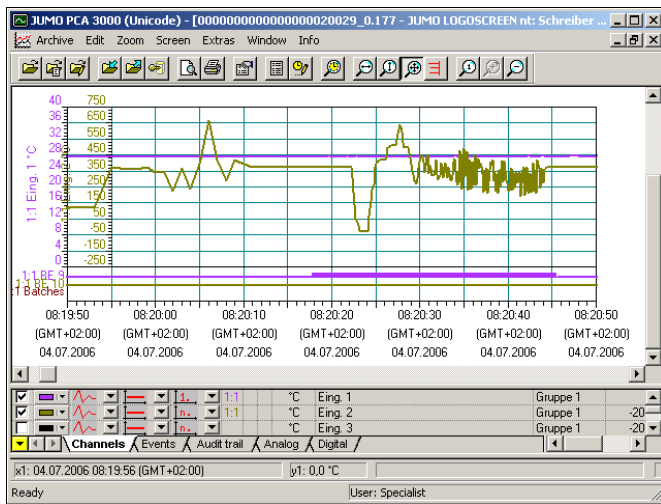 JUMO PCA 3000 (Unicode) - [0000000000000000020029_0.177 - JUMO LOGOSCREEN nt: Schreiber ...
Archive Edit Zoom Screen Extras Window Info
1:1 Eing. 1 °C
40
36
32
28
24
20
16
12
8
4
0
750
650
550
450
350
250
150
50
-50
-150
-250
1:1 BE 9
1:1 BE 10
:1 Batches
08:19:50 08:20:00 08:20:10 08:20:20 08:20:30 08:20:40 08:20:50
(GMT+02:00) (GMT+02:00) (GMT+02:00) (GMT+02:00) (GMT+02:00) (GMT+02:00) (GMT+02:00)
04.07.2006 04.07.2006 04.07.2006 04.07.2006 04.07.2006 04.07.2006 04.07.2006
1. 1:1 °C Eing. 1 Gruppe 1
n. 1:1 °C Eing. 2 Gruppe 1 -20
n. °C Eing. 3 Gruppe 1 -20
Channels Events Audit trail Analog Digital
x1: 04.07.2006 08:19:56 (GMT+02:00) y1: 0,0 °C
Ready User: Specialist